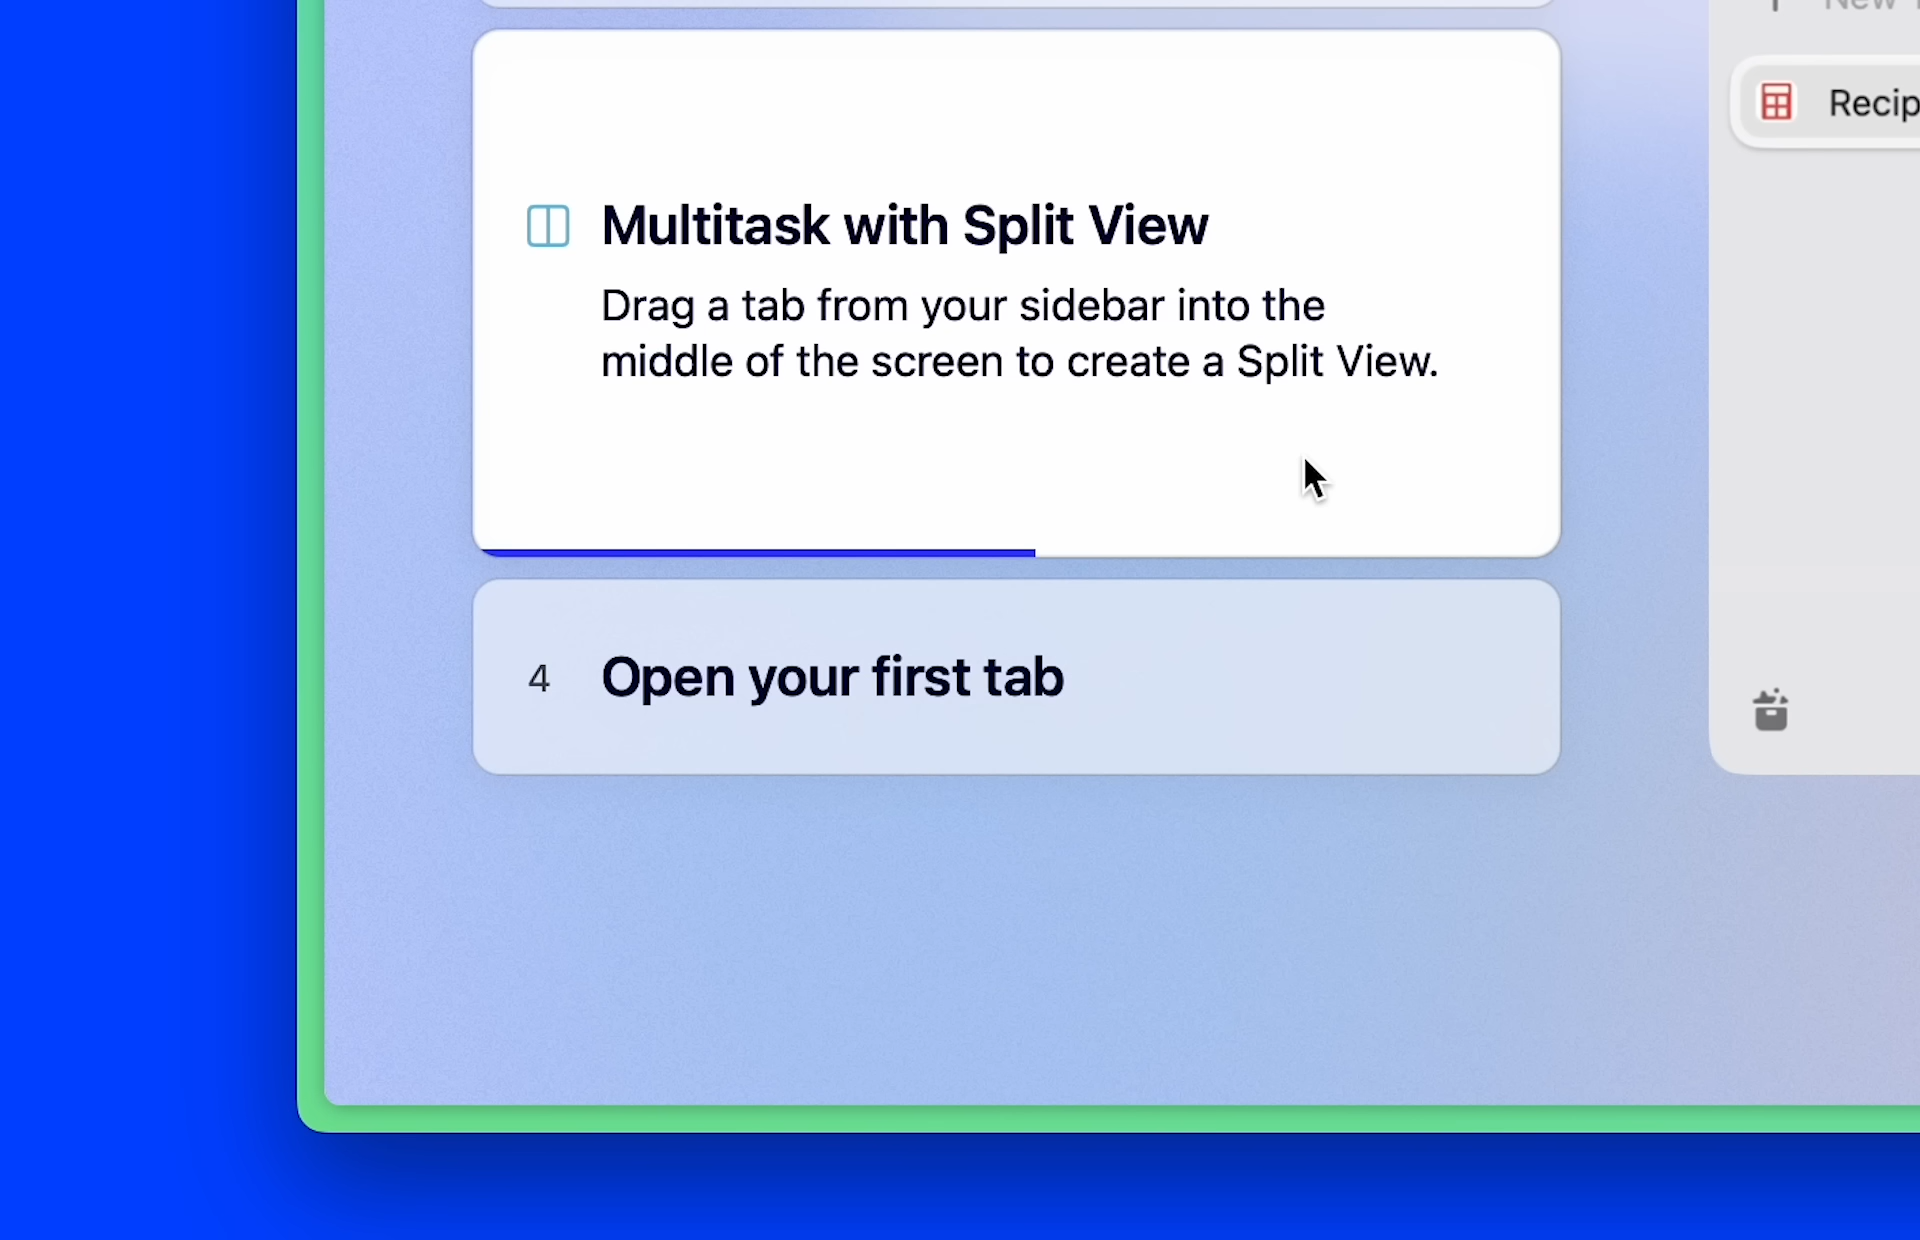 New
Recip
Multitask with Split View
Drag a tab from your sidebar into the
middle of the screen to create a Split View.
4 Open your first tab